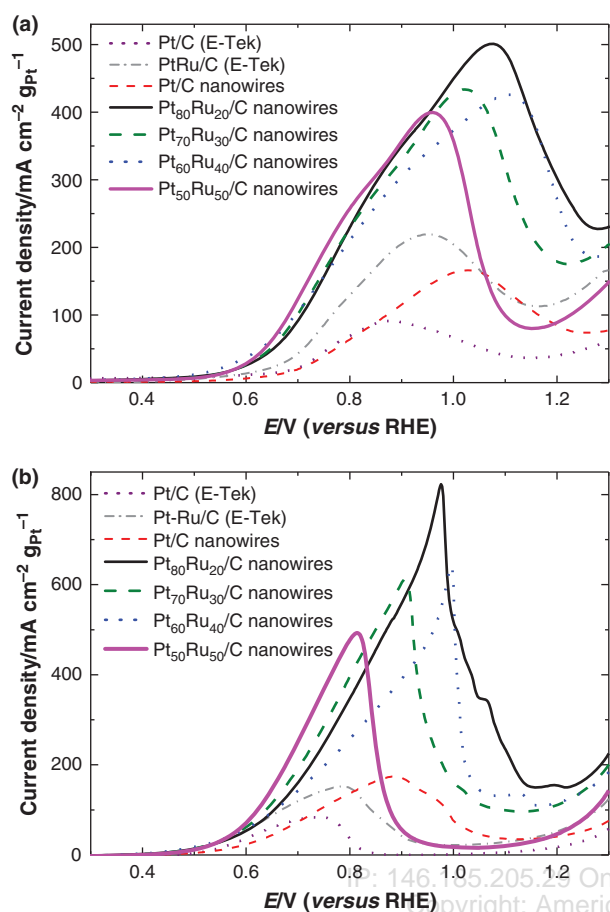 (a)
Pt/C (E-Tek)
PtRu/C (E-Tek)
Pt/C nanowires
Pt₈₀Ru₂₀/C nanowires
Pt₇₀Ru₃₀/C nanowires
Pt₆₀Ru₄₀/C nanowires
Pt₅₀Ru₅₀/C nanowires
500
400
300
200
100
0
Current density/mA cm⁻² gPt⁻¹
0.4 0.6 0.8 1.0 1.2
E/V (versus RHE)
(b)
Pt/C (E-Tek)
Pt-Ru/C (E-Tek)
Pt/C nanowires
Pt₈₀Ru₂₀/C nanowires
Pt₇₀Ru₃₀/C nanowires
Pt₆₀Ru₄₀/C nanowires
Pt₅₀Ru₅₀/C nanowires
800
600
400
200
0
Current density/mA cm⁻² gPt⁻¹
0.4 0.6 0.8 1.0 1.2
E/V (versus RHE)
IP: 146.185.205.29 On
Copyright: Americ